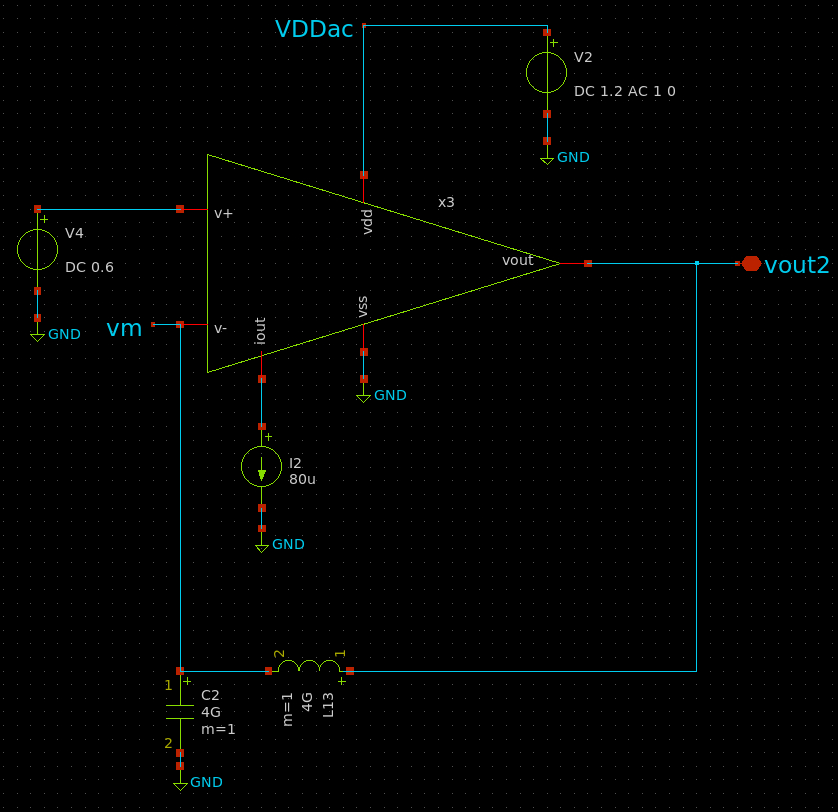 VDDac
+
V2
DC 1.2 AC 1 0
GND
x3
v+
vdd
+
V4
DC 0.6
vout
vout2
vm
v-
iout
vss
GND
GND
+
I2
80u
GND
2
1
+
m=1
4G
L13
1
+
C2
4G
m=1
2
GND